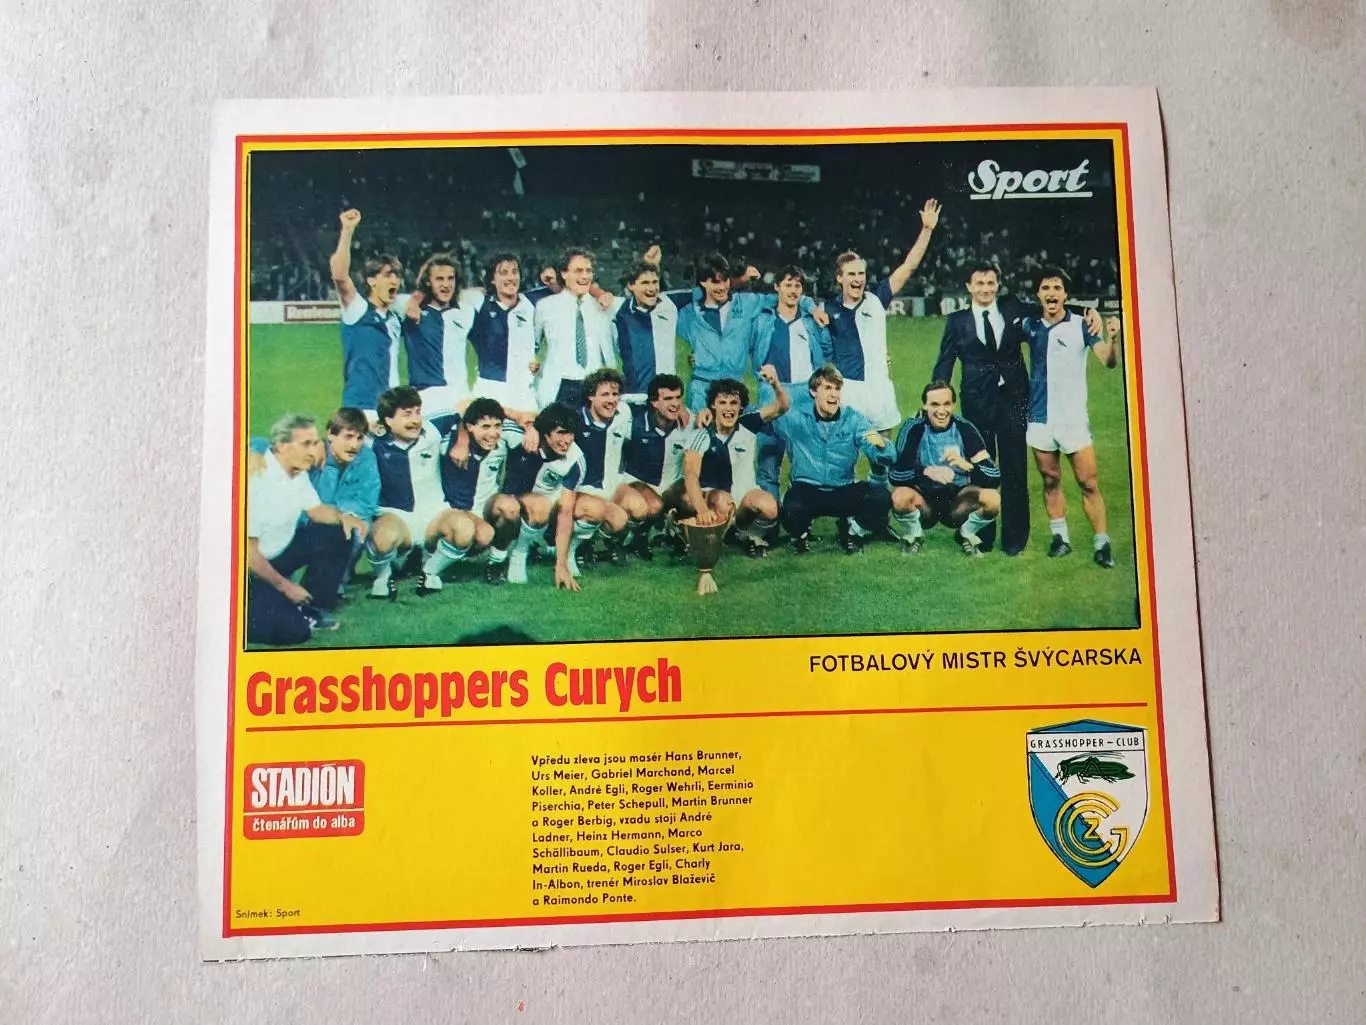 Sport
Grasshoppers Curych
FOTBALOVÝ MISTR ŠVÝCARSKA
STADIÓN
čtenářům do alba
Vpředu zleva jsou masér Hans Brunner,
Urs Meier, Gabriel Marchand, Marcel
Koller, André Egli, Roger Wehrli, Eerminio
Piserchia, Peter Schepull, Martin Brunner
a Roger Berbig, vzadu stojí André
Ladner, Heinz Hermann, Marco
Schällibaum, Claudio Sulser, Kurt Jara,
Martin Rueda, Roger Egli, Charly
In-Albon, trenér Miroslav Blaževič
a Raimondo Ponte.
GRASSHOPPER - CLUB
GCZ
Snímek: Sport